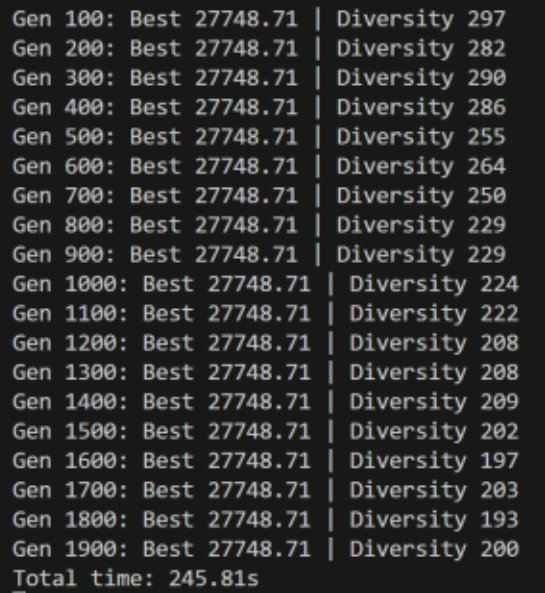 Gen 100: Best 27748.71 | Diversity 297
Gen 200: Best 27748.71 | Diversity 282
Gen 300: Best 27748.71 | Diversity 290
Gen 400: Best 27748.71 | Diversity 286
Gen 500: Best 27748.71 | Diversity 255
Gen 600: Best 27748.71 | Diversity 264
Gen 700: Best 27748.71 | Diversity 250
Gen 800: Best 27748.71 | Diversity 229
Gen 900: Best 27748.71 | Diversity 229
Gen 1000: Best 27748.71 | Diversity 224
Gen 1100: Best 27748.71 | Diversity 222
Gen 1200: Best 27748.71 | Diversity 208
Gen 1300: Best 27748.71 | Diversity 208
Gen 1400: Best 27748.71 | Diversity 209
Gen 1500: Best 27748.71 | Diversity 202
Gen 1600: Best 27748.71 | Diversity 197
Gen 1700: Best 27748.71 | Diversity 203
Gen 1800: Best 27748.71 | Diversity 193
Gen 1900: Best 27748.71 | Diversity 200
Total time: 245.81s